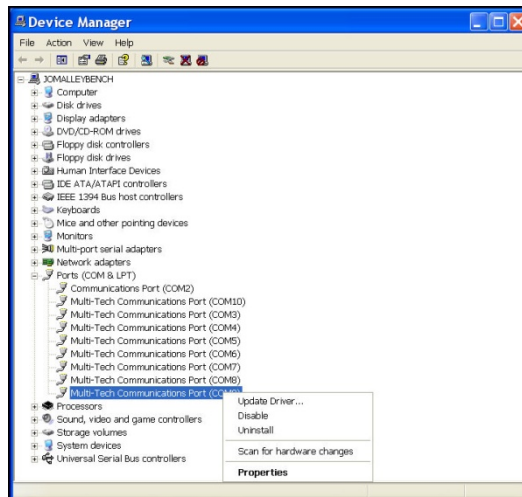 Device Manager
File Action View Help
JOMALLEYBENCH
Computer
Disk drives
Display adapters
DVD/CD-ROM drives
Floppy disk controllers
Floppy disk drives
Human Interface Devices
IDE ATA/ATAPI controllers
IEEE 1394 Bus host controllers
Keyboards
Mice and other pointing devices
Monitors
Multi-port serial adapters
Network adapters
Ports (COM & LPT)
Communications Port (COM2)
Multi-Tech Communications Port (COM10)
Multi-Tech Communications Port (COM3)
Multi-Tech Communications Port (COM4)
Multi-Tech Communications Port (COM5)
Multi-Tech Communications Port (COM6)
Multi-Tech Communications Port (COM7)
Multi-Tech Communications Port (COM8)
Multi-Tech Communications Port
Processors
Sound, video and game controllers
Storage volumes
System devices
Universal Serial Bus controllers
Update Driver...
Disable
Uninstall
Scan for hardware changes
Properties